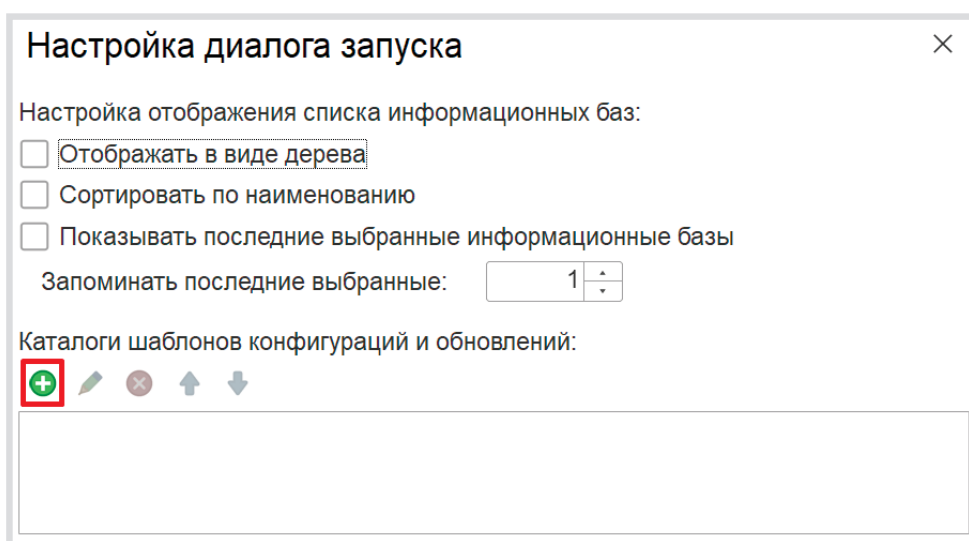 Настройка диалога запуска
Настройка отображения списка информационных баз:
Отображать в виде дерева
Сортировать по наименованию
Показывать последние выбранные информационные базы
Запоминать последние выбранные: 1
Каталоги шаблонов конфигураций и обновлений: